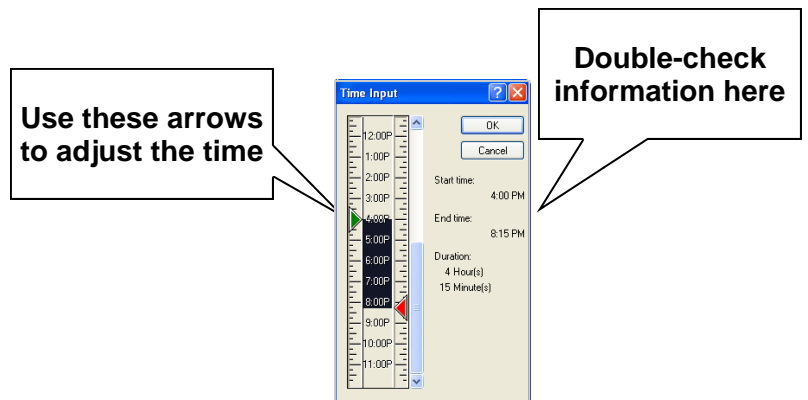 Double-check
information here
Use these arrows
to adjust the time
Time Input
12:00P
1:00P
2:00P
3:00P
4:00P
5:00P
6:00P
7:00P
8:00P
9:00P
10:00P
11:00P
OK
Cancel
Start time:
4:00 PM
End time:
8:15 PM
Duration:
4 Hour(s)
15 Minute(s)